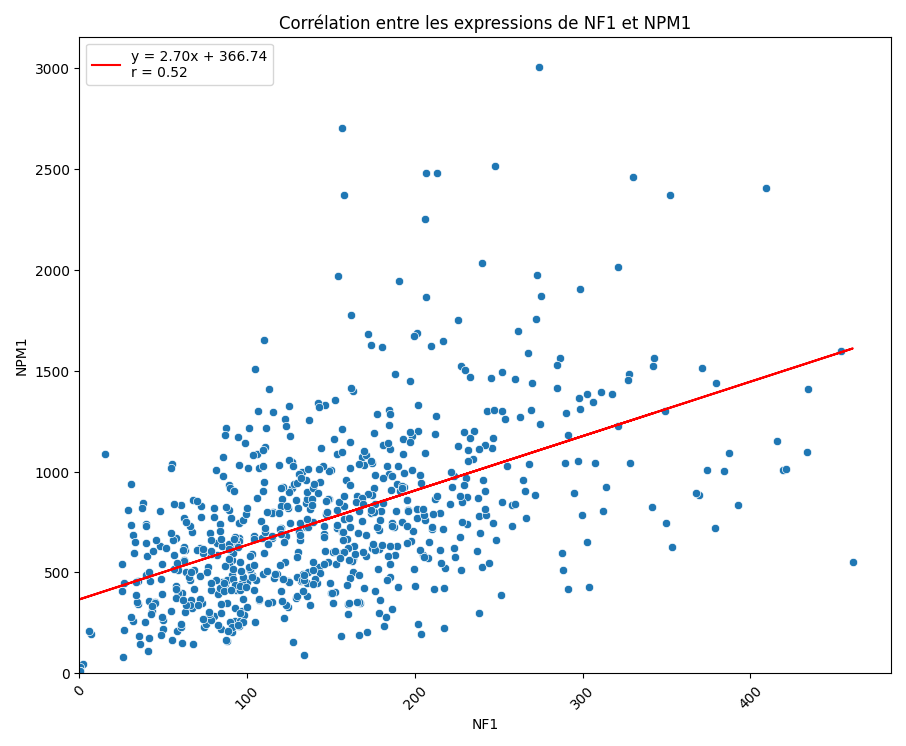 Corrélation entre les expressions de NF1 et NPM1
y = 2.70x + 366.74
r = 0.52
3000
2500
2000
1500
1000
500
0
NPM1
0
100
200
300
400
NF1